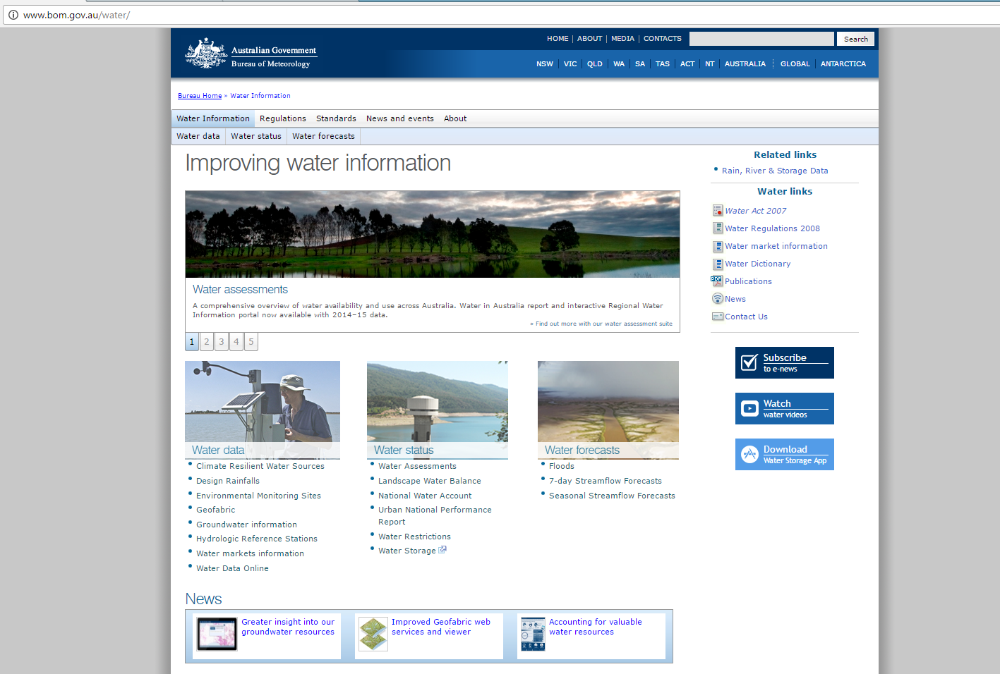 www.bom.gov.au/water/
HOME | ABOUT | MEDIA | CONTACTS
Search
Australian Government
Bureau of Meteorology
NSW VIC QLD WA SA TAS ACT NT AUSTRALIA GLOBAL ANTARCTICA
Bureau Home » Water Information
Water Information Regulations Standards News and events About
Water data Water status Water forecasts
Improving water information
Water assessments
A comprehensive overview of water availability and use across Australia. Water in Australia report and interactive Regional Water
Information portal now available with 2014–15 data.
» Find out more with our water assessment suite
1 2 3 4 5
Water data
• Climate Resilient Water Sources
• Design Rainfalls
• Environmental Monitoring Sites
• Geofabric
• Groundwater information
• Hydrologic Reference Stations
• Water markets information
• Water Data Online
Water status
• Water Assessments
• Landscape Water Balance
• National Water Account
• Urban National Performance
Report
• Water Restrictions
• Water Storage
Water forecasts
• Floods
• 7-day Streamflow Forecasts
• Seasonal Streamflow Forecasts
News
Greater insight into our
groundwater resources
Improved Geofabric web
services and viewer
Accounting for valuable
water resources
Related links
• Rain, River & Storage Data
Water links
Water Act 2007
Water Regulations 2008
Water market information
Water Dictionary
PDF
Publications
News
Contact Us
Subscribe
to e-news
Watch
water videos
Download
Water Storage App